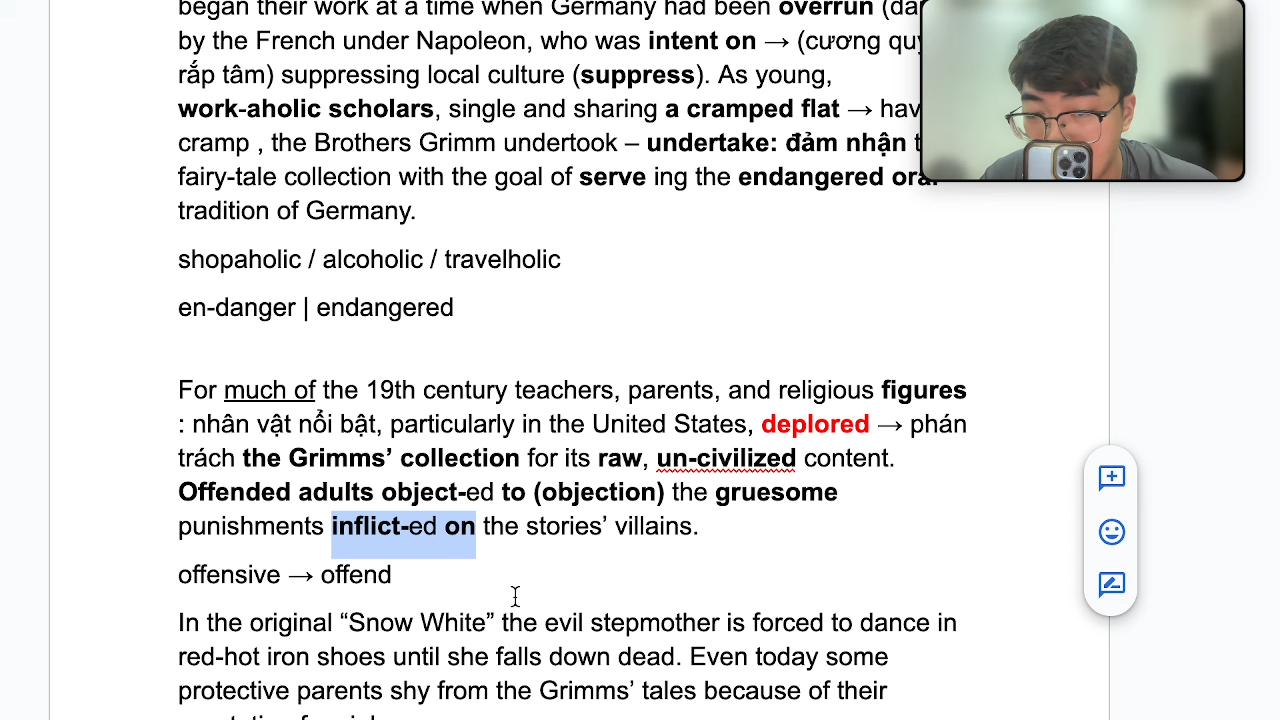 began their work at a time when Germany had been overrun
by the French under Napoleon, who was intent on → (cương
rắp tâm) suppressing local culture (suppress). As young,
work-aholic scholars, single and sharing a cramped flat →
cramp , the Brothers Grimm undertook – undertake: đảm nhận
fairy-tale collection with the goal of serve ing the endangered oral
tradition of Germany.
shopaholic / alcoholic / travelholic
en-danger | endangered
For much of the 19th century teachers, parents, and religious figures
: nhân vật nổi bật, particularly in the United States, deplored → phán
trách the Grimms’ collection for its raw, un-civilized content.
Offended adults object-ed to (objection) the gruesome
punishments inflict-ed on the stories’ villains.
offensive → offend
In the original “Snow White” the evil stepmother is forced to dance in
red-hot iron shoes until she falls down dead. Even today some
protective parents shy from the Grimms’ tales because of their